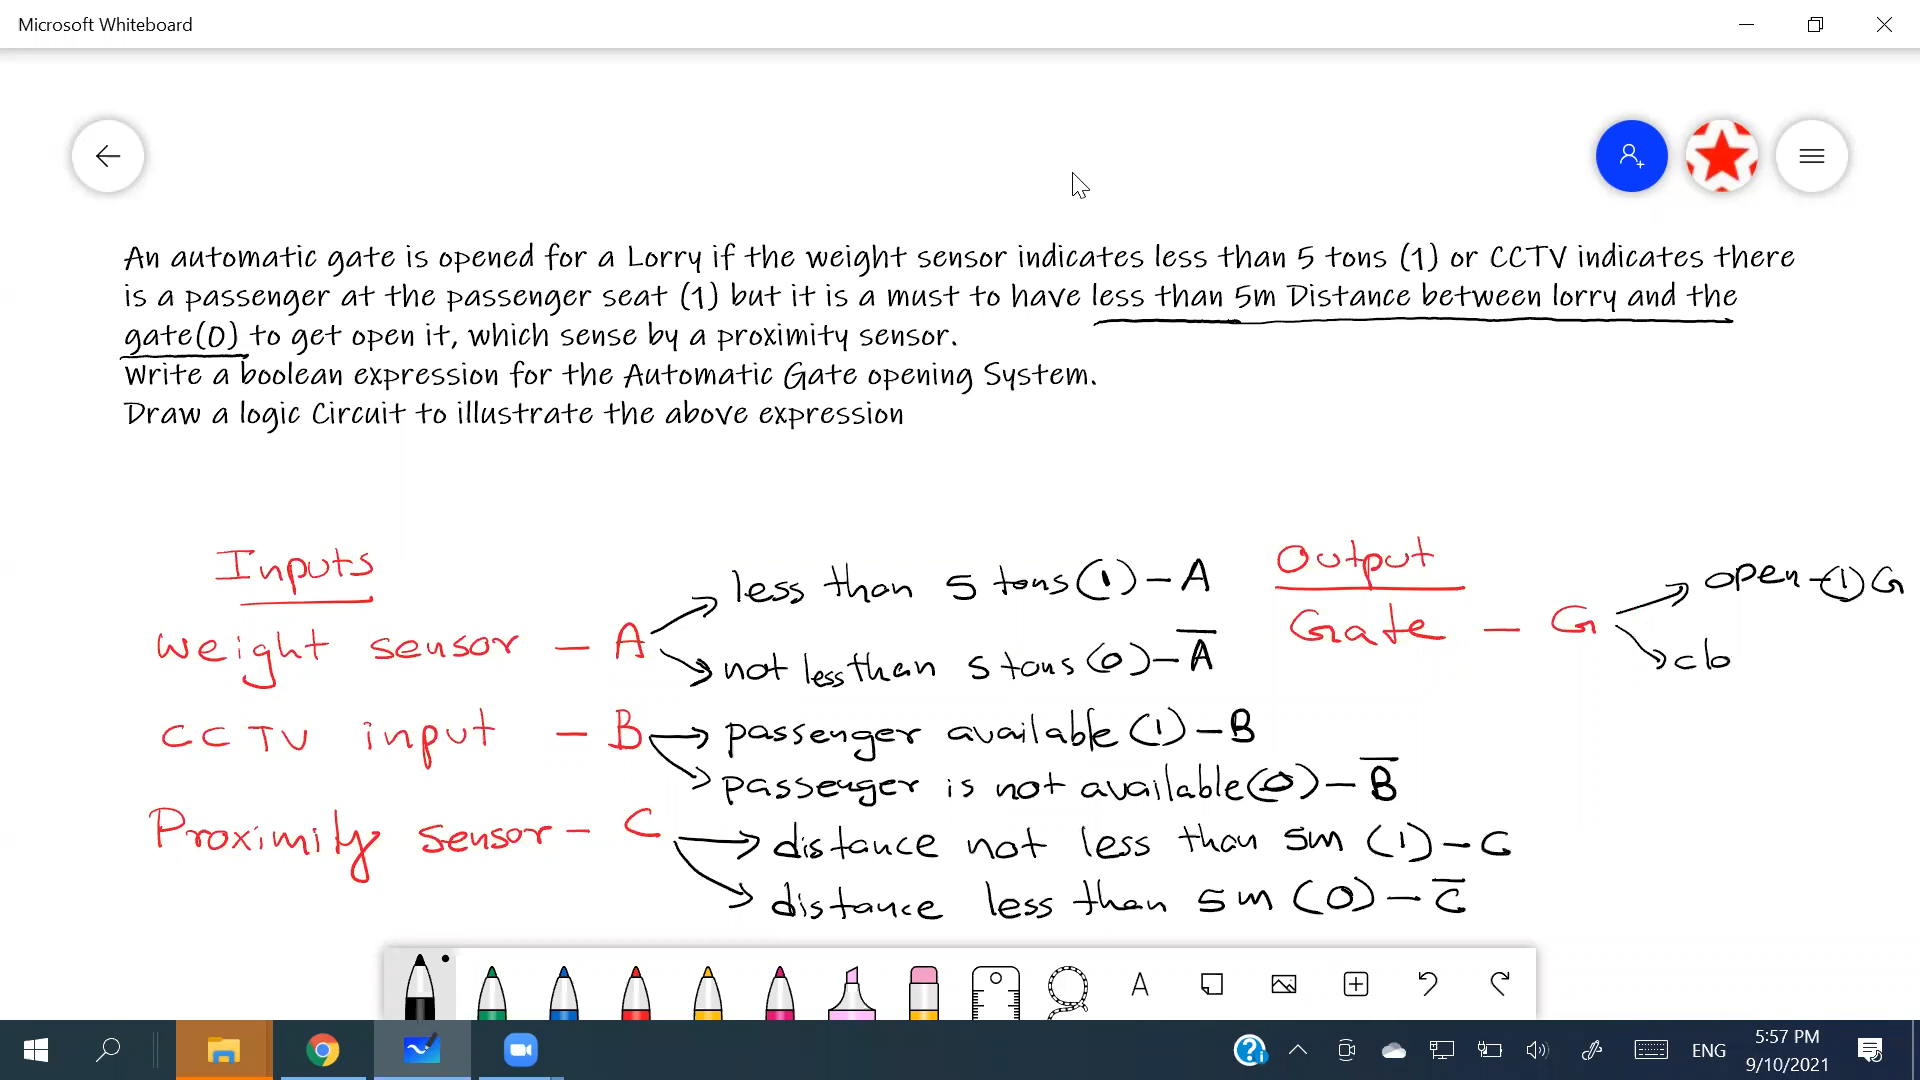 Microsoft Whiteboard
An automatic gate is opened for a Lorry if the weight sensor indicates less than 5 tons (1) or CCTV indicates there
is a passenger at the passenger seat (1) but it is a must to have less than 5m Distance between lorry and the
gate(0) to get open it, which sense by a proximity sensor.
Write a boolean expression for the Automatic Gate opening System.
Draw a logic Circuit to illustrate the above expression
Inputs
Weight sensor - A
less than 5 tons (1) - A
not less than 5 tons (0) - A̅
CCTV input - B
passenger available (1) - B
passenger is not available (0) - B̅
Proximity sensor - C
distance not less than 5m (1) - C
distance less than 5m (0) - C̅
Output
Gate - G
open - (1) G
clo
A
ENG
5:57 PM
9/10/2021